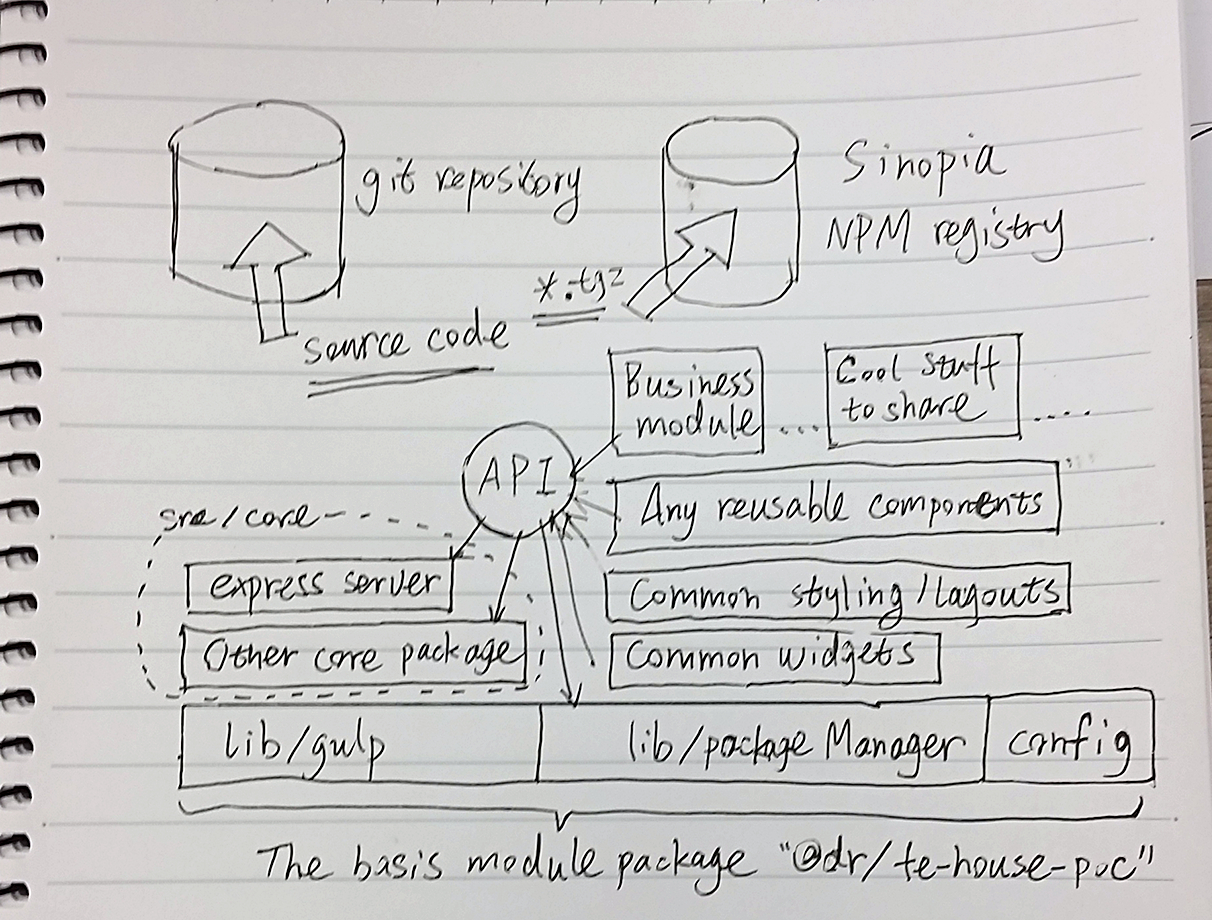 git repository
Sinopia
NPM registry
*.tgz
source code
Business
module
...
Cool stuff
to share
....
API
Any reusable components
src/core
express server
Common styling/layouts
Other core package
Common widgets
lib/gulp
lib/package Manager
config
The basis module package "@dr/fe-house-poc"